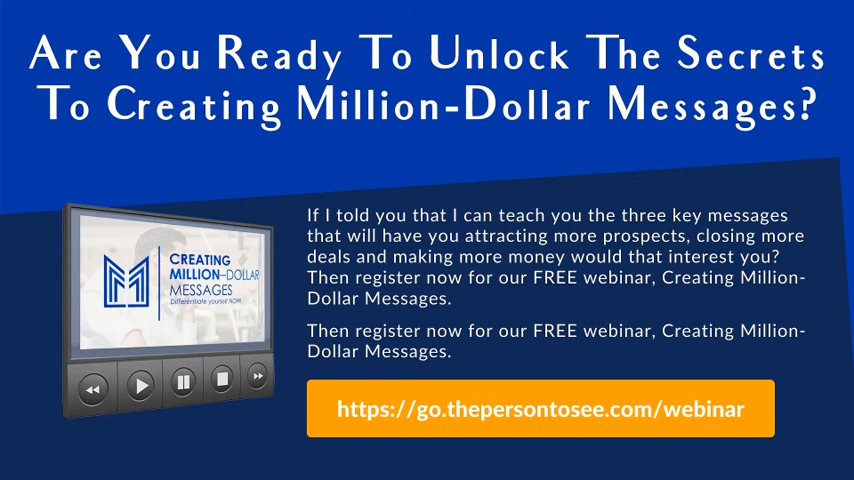 Are You Ready To Unlock The Secrets
To Creating Million-Dollar Messages?
CREATING
MILLION-DOLLAR
MESSAGES
Differentiate yourself NOW!
If I told you that I can teach you the three key messages
that will have you attracting more prospects, closing more
deals and making more money would that interest you?
Then register now for our FREE webinar, Creating Million-
Dollar Messages.
Then register now for our FREE webinar, Creating Million-
Dollar Messages.
https://go.thepersontosee.com/webinar